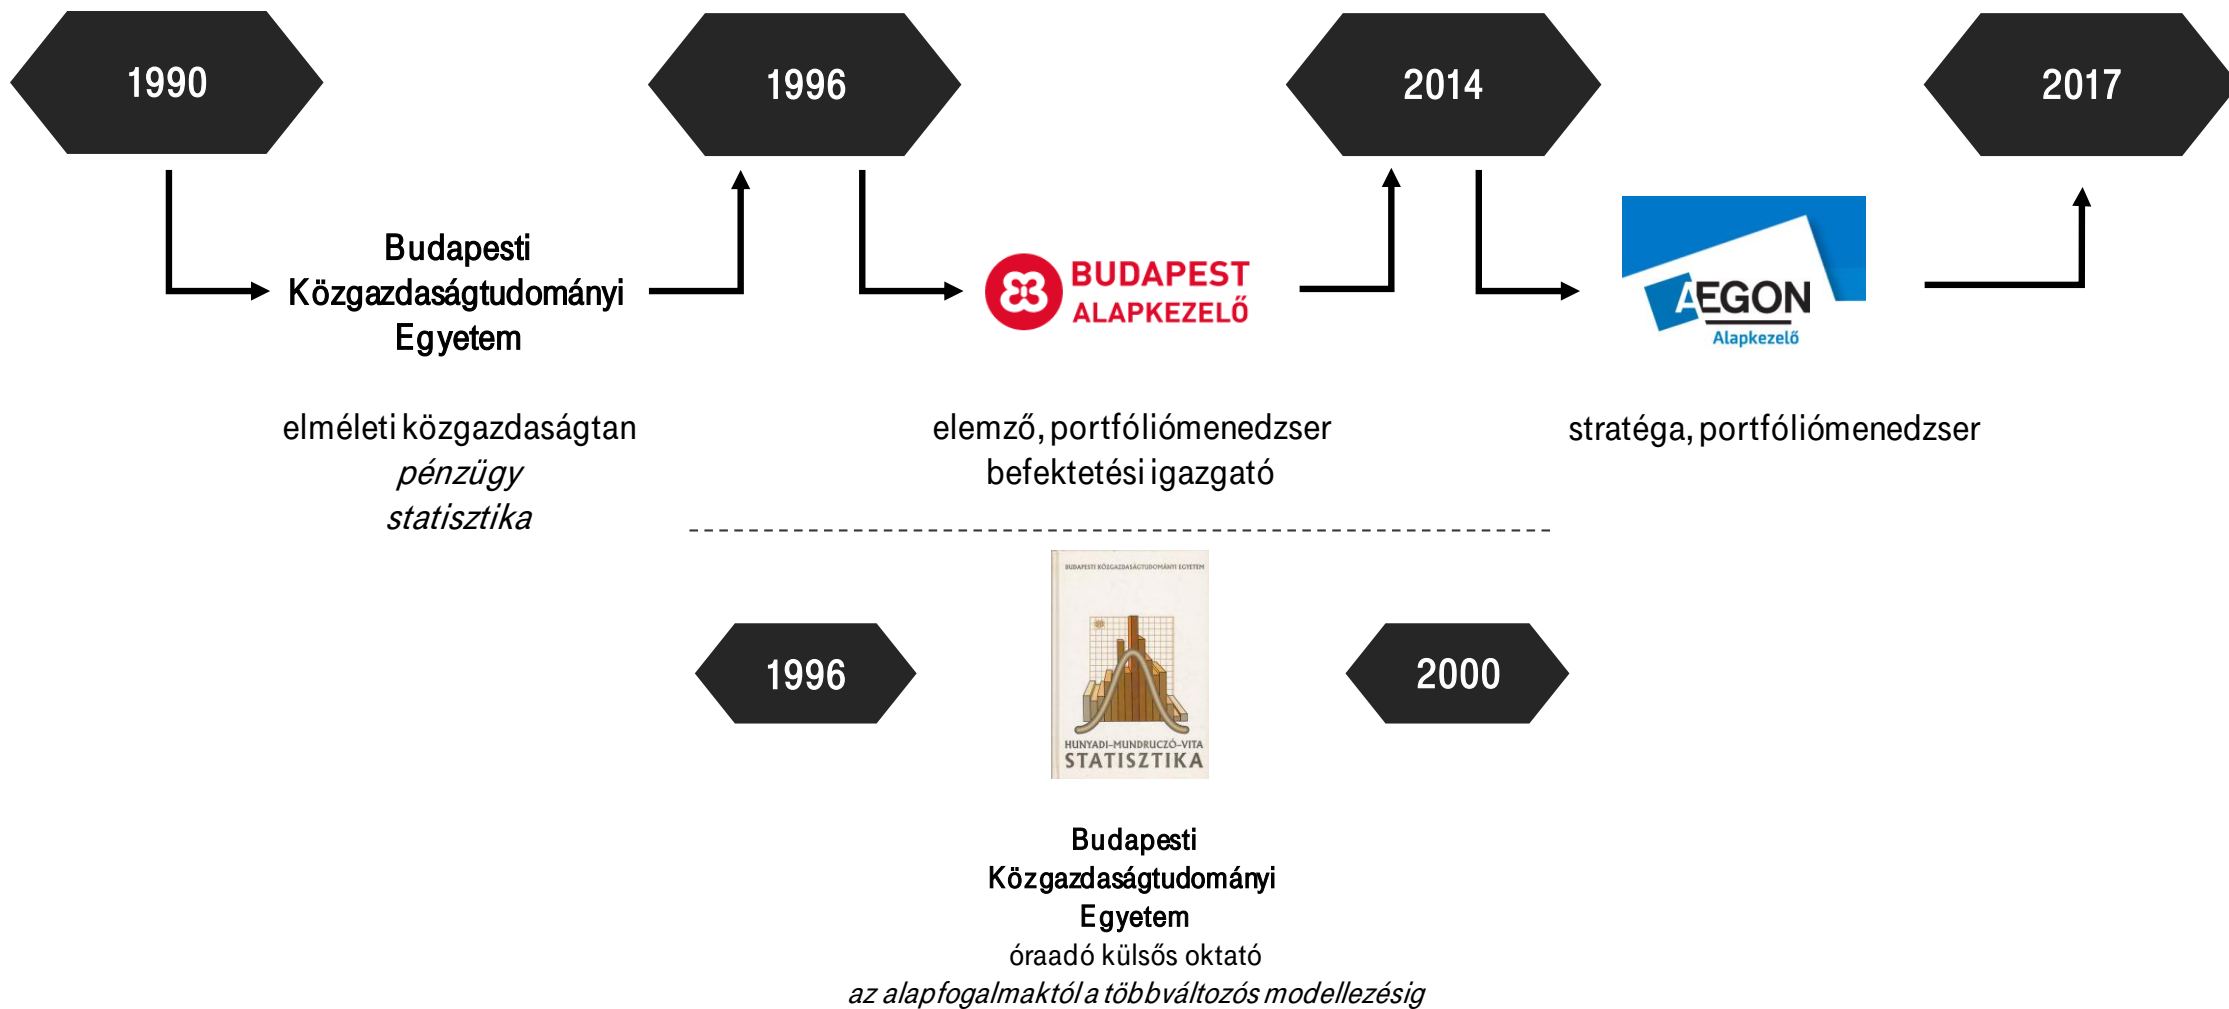 1990
1996
2014
2017
Budapesti
Közgazdaságtudományi
Egyetem
BUDAPEST
ALAPKEZELŐ
AEGON
Alapkezelő
elméleti közgazdaságtan
pénzügy
statisztika
elemző, portfóliómenedzser
befektetési igazgató
stratéga, portfóliómenedzser
BUDAPESTI KÖZGAZDASÁGTUDOMÁNYI EGYETEM
1996
2000
HUNYADI-MUNDRUCZÓ-VITA
STATISZTIKA
Budapesti
Közgazdaságtudományi
Egyetem
óraadó külsős oktató
az alapfogalmaktól a többváltozós modellezésig